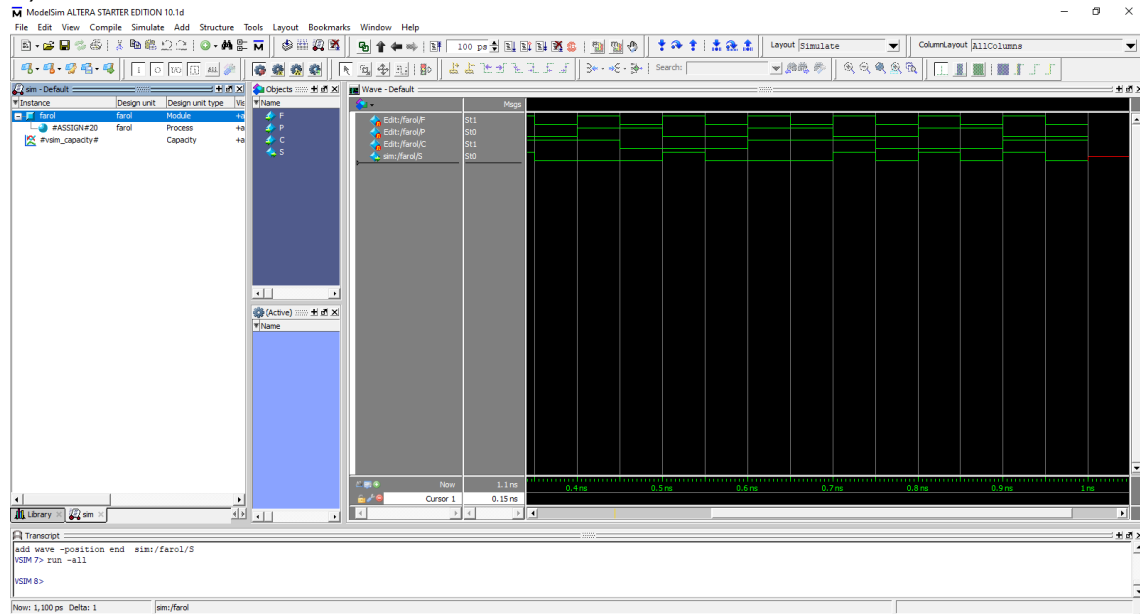 ModelSim ALTERA STARTER EDITION 10.1d
File Edit View Compile Simulate Add Structure Tools Layout Bookmarks Window Help
100 ps Layout Simulate ColumnLayout AllColumns
Search:
sim - Default
Instance Design unit Design unit type Vis
farol farol Module +a
#ASSIGN#20 farol Process +a
#vsim_capacity# Capacity +a
Library sim
Objects
Name
F
P
C
S
(Active)
Name
Wave - Default
Msgs
Edit:/farol/F St1
Edit:/farol/P St0
Edit:/farol/C St1
sim:/farol/S St0
Now 1.1 ns 0.4 ns 0.5 ns 0.6 ns 0.7 ns 0.8 ns 0.9 ns 1 ns
Cursor 1 0.15 ns
Transcript
add wave -position end sim:/farol/S
VSIM 7> run -all
VSIM 8>
Now: 1,100 ps Delta: 1 sim:/farol